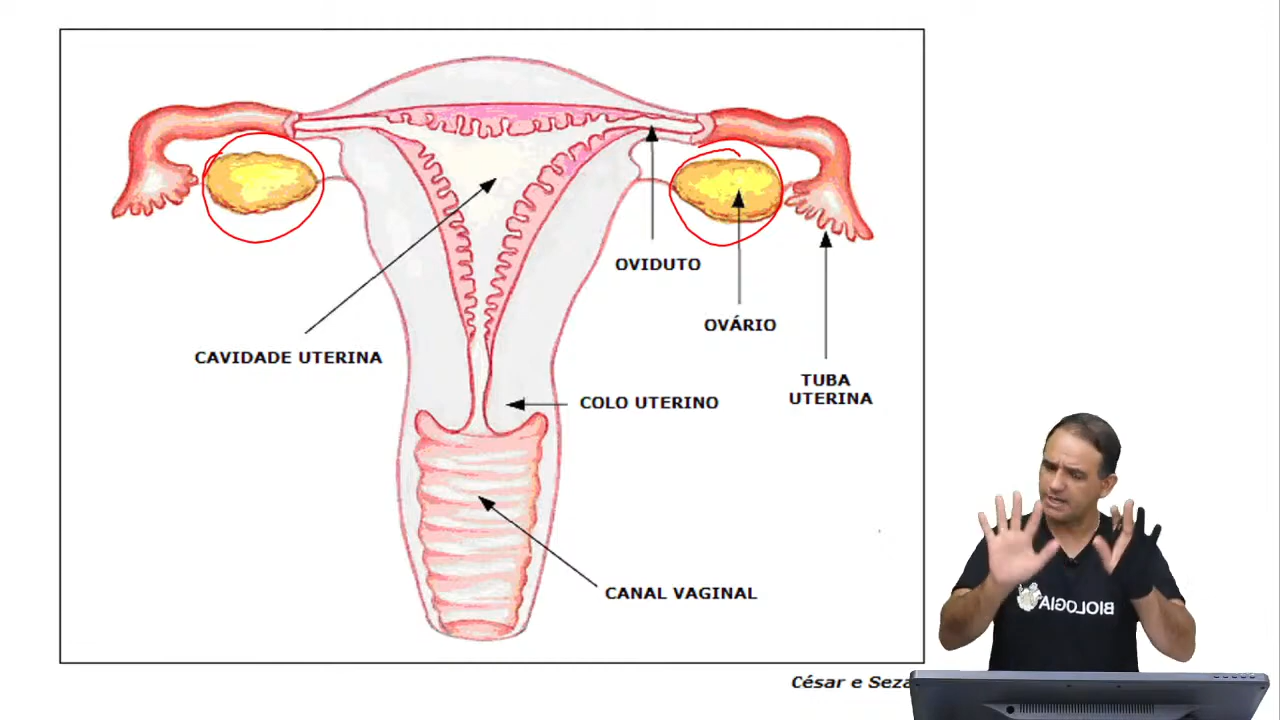 OVIDUTO
OVÁRIO
CAVIDADE UTERINA
TUBA
UTERINA
COLO UTERINO
CANAL VAGINAL
César e Seza
BIOLOGIA